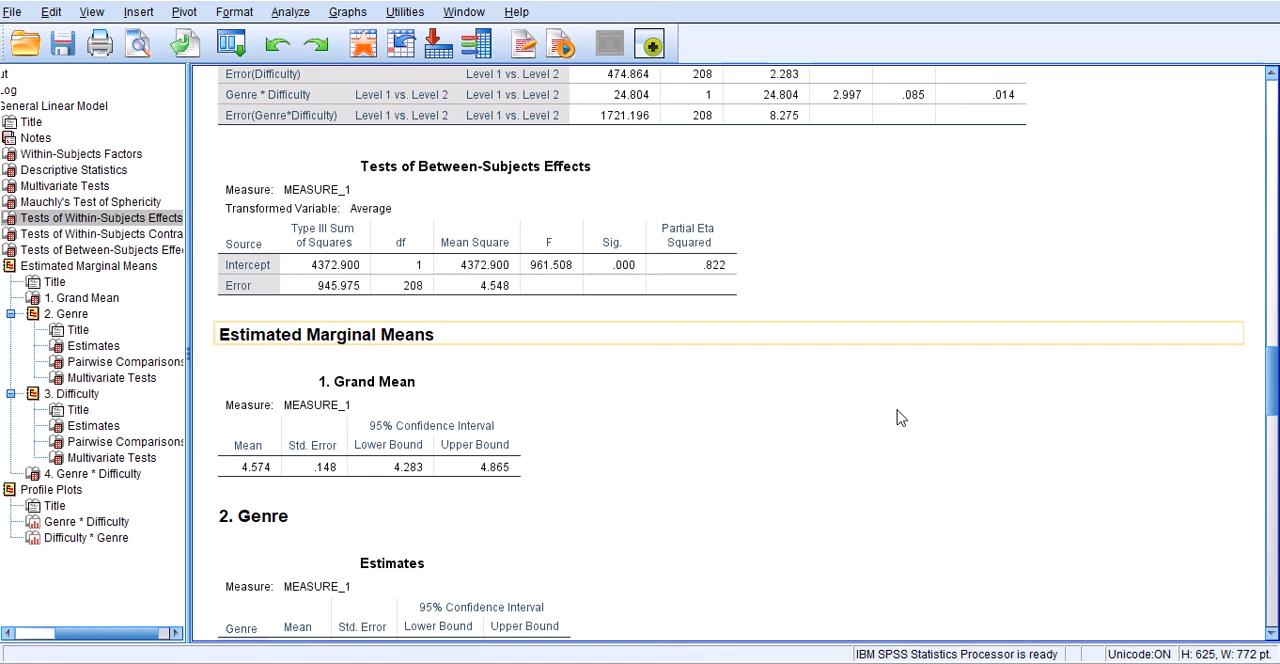 File Edit View Insert Pivot Format Analyze Graphs Utilities Window Help
ut
Log
General Linear Model
Title
Notes
Within-Subjects Factors
Descriptive Statistics
Multivariate Tests
Mauchly's Test of Sphericity
Tests of Within-Subjects Effects
Tests of Within-Subjects Contra
Tests of Between-Subjects Effe
Estimated Marginal Means
Title
1. Grand Mean
2. Genre
Title
Estimates
Pairwise Comparisons
Multivariate Tests
3. Difficulty
Title
Estimates
Pairwise Comparisons
Multivariate Tests
4. Genre * Difficulty
Profile Plots
Title
Genre * Difficulty
Difficulty * Genre
Error(Difficulty) Level 1 vs. Level 2 474.864 208 2.283
Genre * Difficulty Level 1 vs. Level 2 Level 1 vs. Level 2 24.804 1 24.804 2.997 .085 .014
Error(Genre*Difficulty) Level 1 vs. Level 2 Level 1 vs. Level 2 1721.196 208 8.275
Tests of Between-Subjects Effects
Measure: MEASURE_1
Transformed Variable: Average
Source Type III Sum of Squares df Mean Square F Sig. Partial Eta Squared
Intercept 4372.900 1 4372.900 961.508 .000 .822
Error 945.975 208 4.548
Estimated Marginal Means
1. Grand Mean
Measure: MEASURE_1
95% Confidence Interval
Mean Std. Error Lower Bound Upper Bound
4.574 .148 4.283 4.865
2. Genre
Estimates
Measure: MEASURE_1
95% Confidence Interval
Genre Mean Std. Error Lower Bound Upper Bound
IBM SPSS Statistics Processor is ready Unicode:ON H: 625, W: 772 pt.